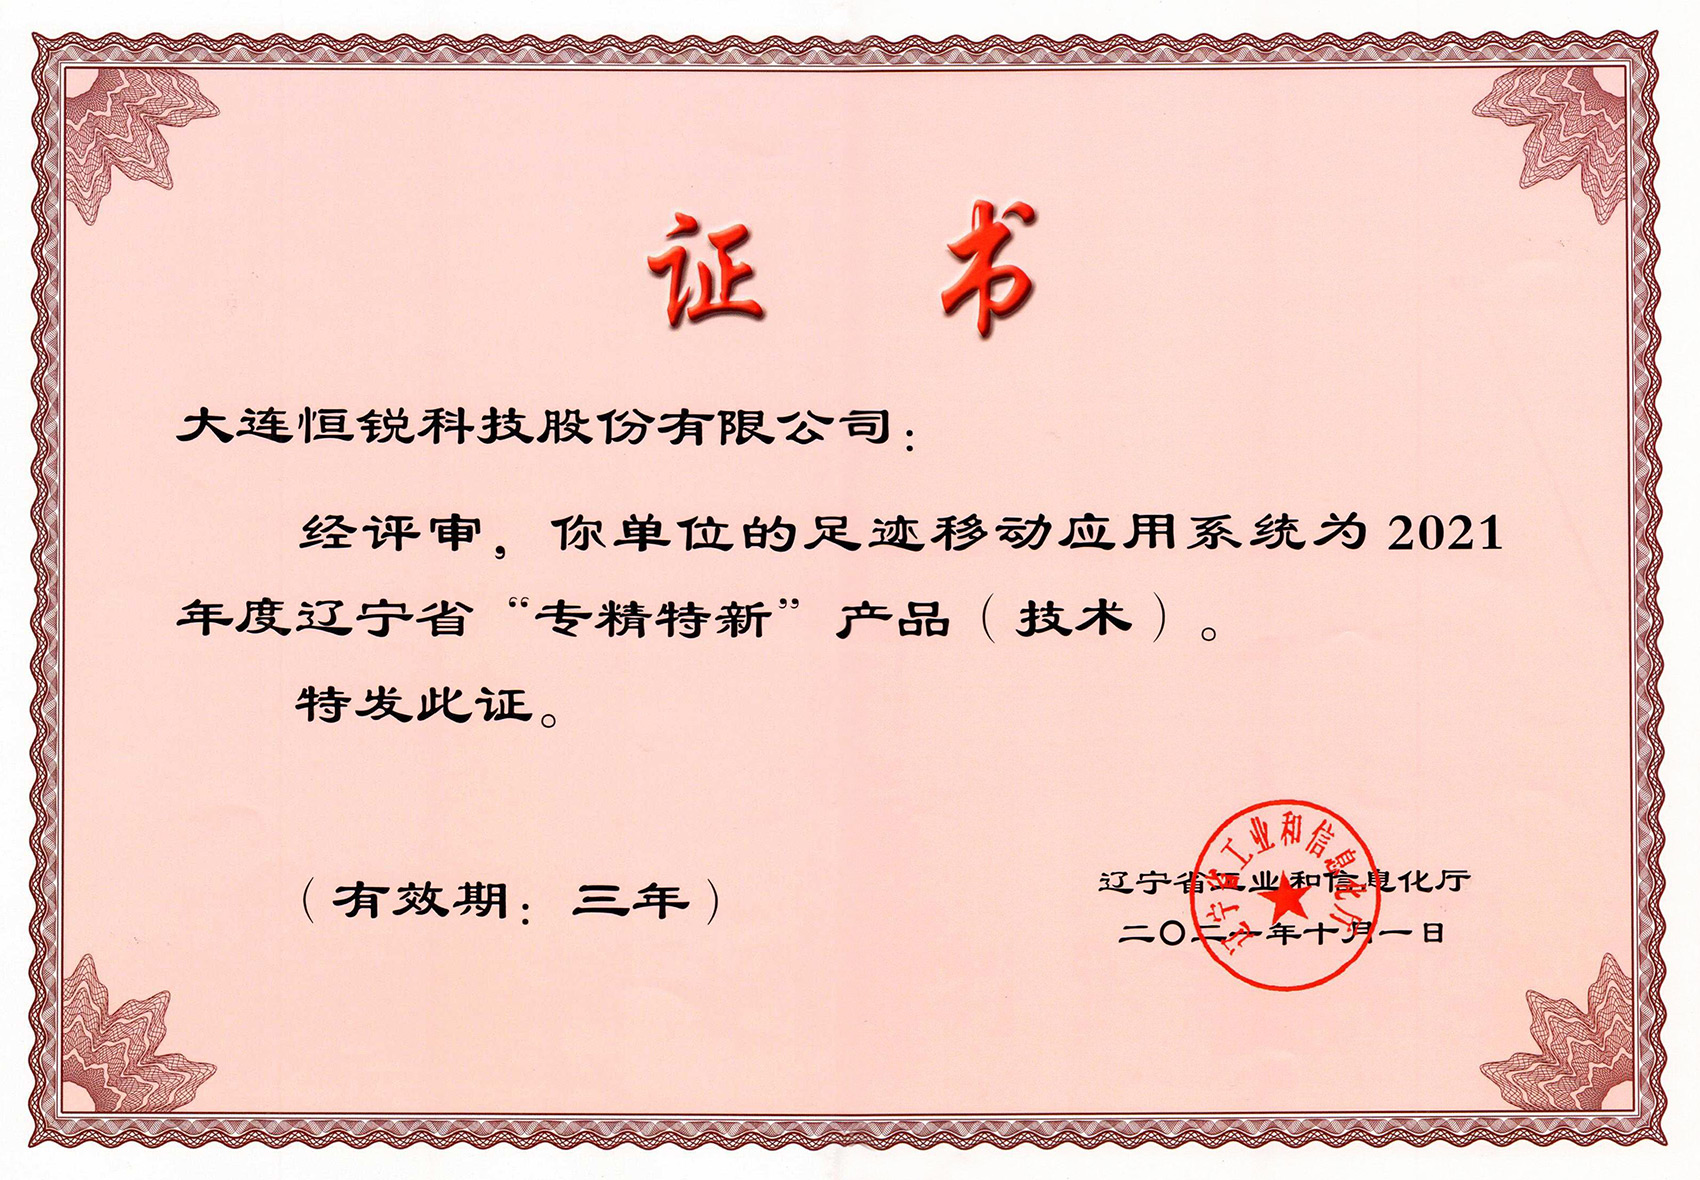 证 书
大连恒锐科技股份有限公司：
经评审，你单位的足迹移动应用系统为 2021
年度辽宁省“专精特新”产品（技术）。
特发此证。
（有效期：三年）
辽宁省工业和信息化厅
二〇二一年十月一日
辽宁省工业和信息化厅